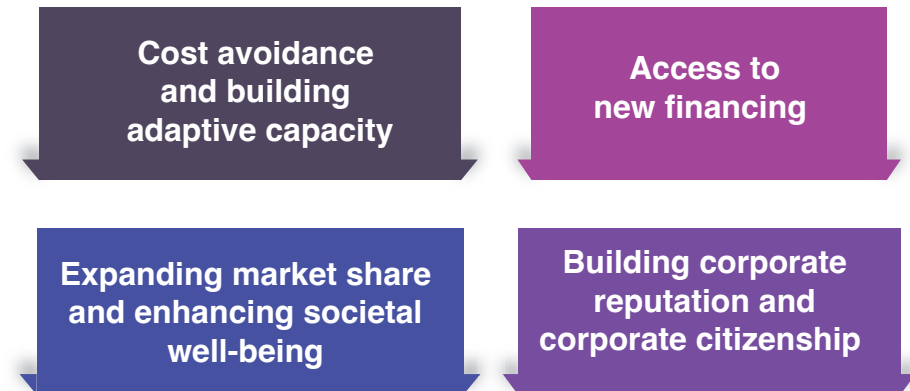 Cost avoidance
and building
adaptive capacity
Access to
new financing
Expanding market share
and enhancing societal
well-being
Building corporate
reputation and
corporate citizenship